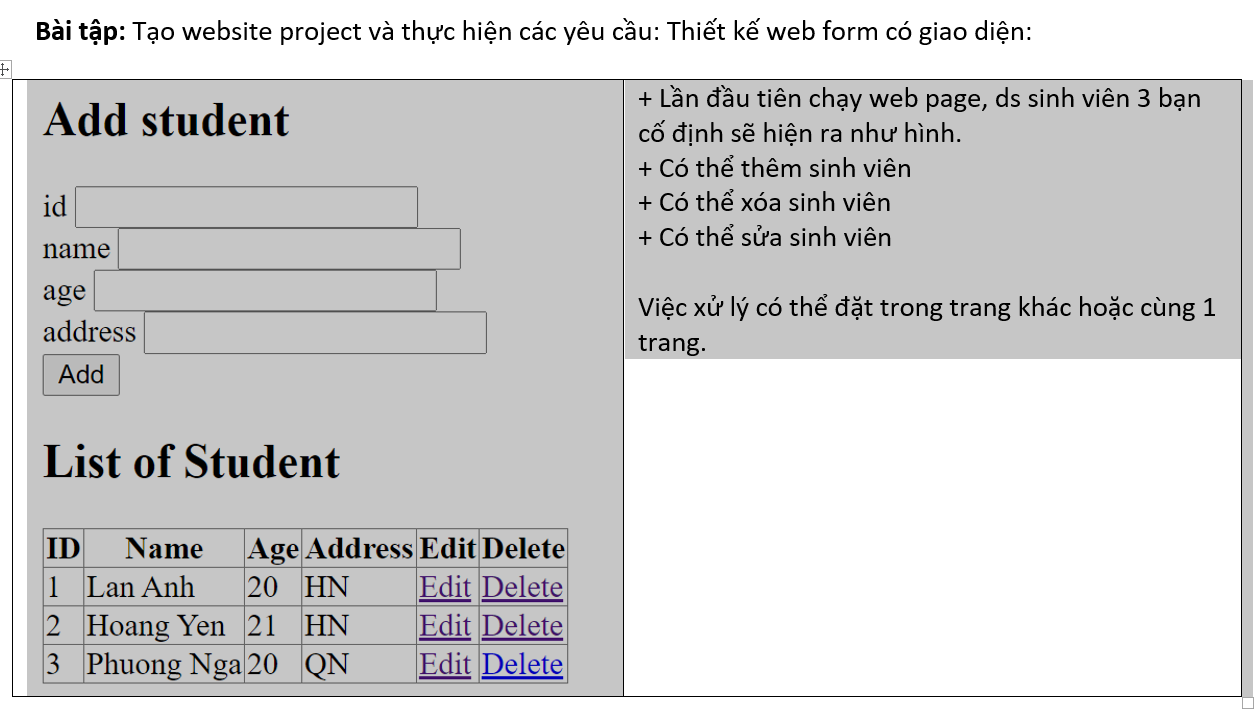 Bài tập: Tạo website project và thực hiện các yêu cầu: Thiết kế web form có giao diện:
Add student
id
name
age
address
Add
List of Student
ID Name Age Address Edit Delete
1 Lan Anh 20 HN Edit Delete
2 Hoang Yen 21 HN Edit Delete
3 Phuong Nga 20 QN Edit Delete
+ Lần đầu tiên chạy web page, ds sinh viên 3 bạn
cố định sẽ hiện ra như hình.
+ Có thể thêm sinh viên
+ Có thể xóa sinh viên
+ Có thể sửa sinh viên
Việc xử lý có thể đặt trong trang khác hoặc cùng 1
trang.